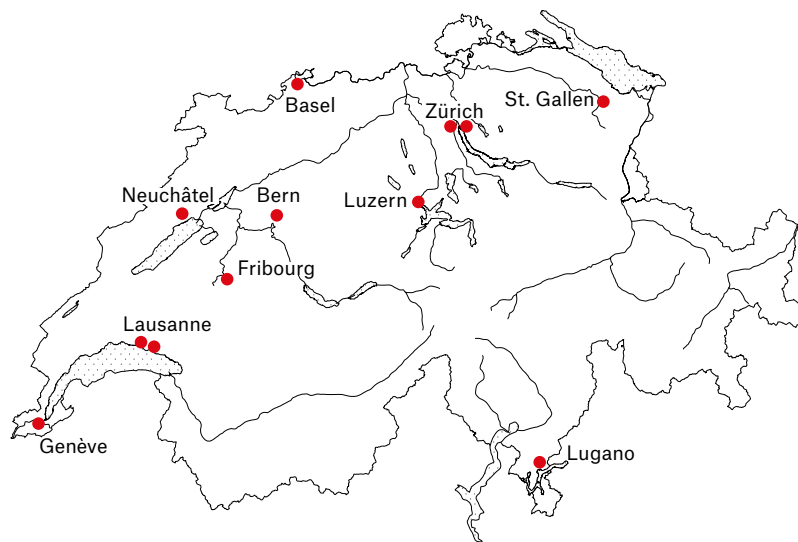 Basel
Zürich
St. Gallen
Neuchâtel
Bern
Luzern
Fribourg
Lausanne
Genève
Lugano